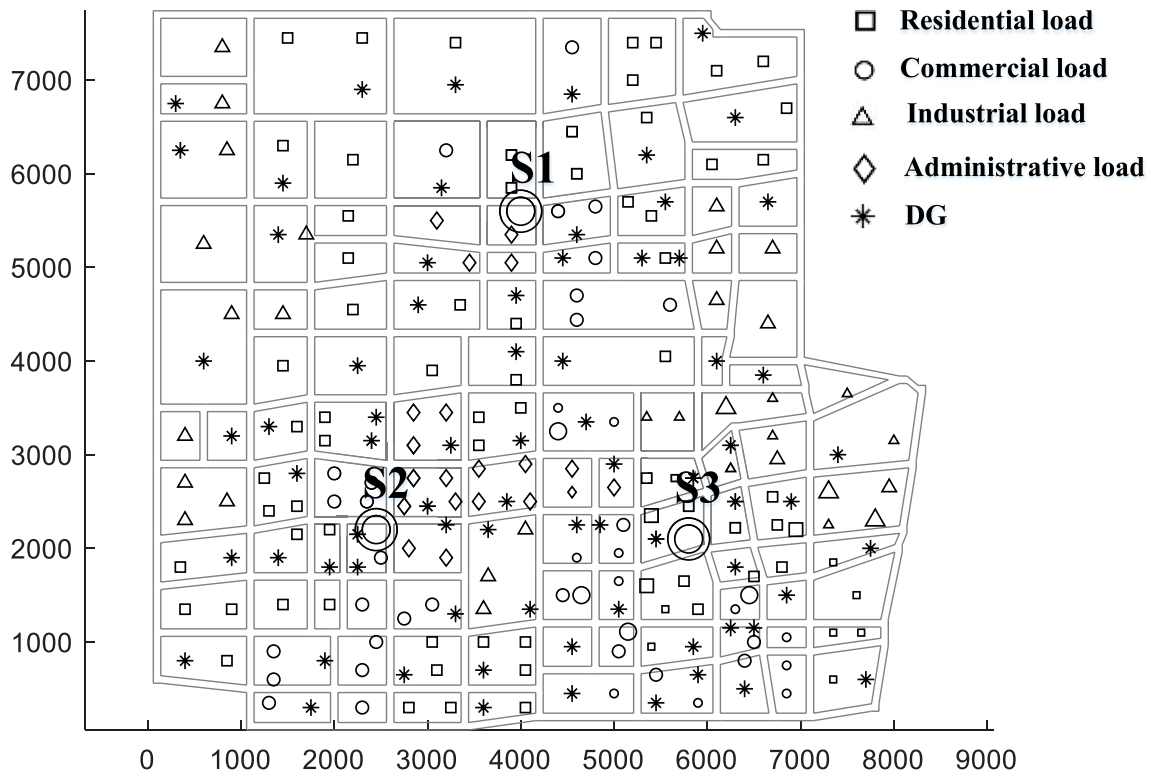 Residential load
Commercial load
Industrial load
Administrative load
DG
7000
6000
5000
4000
3000
2000
1000
S1
S2
S3
0
1000
2000
3000
4000
5000
6000
7000
8000
9000